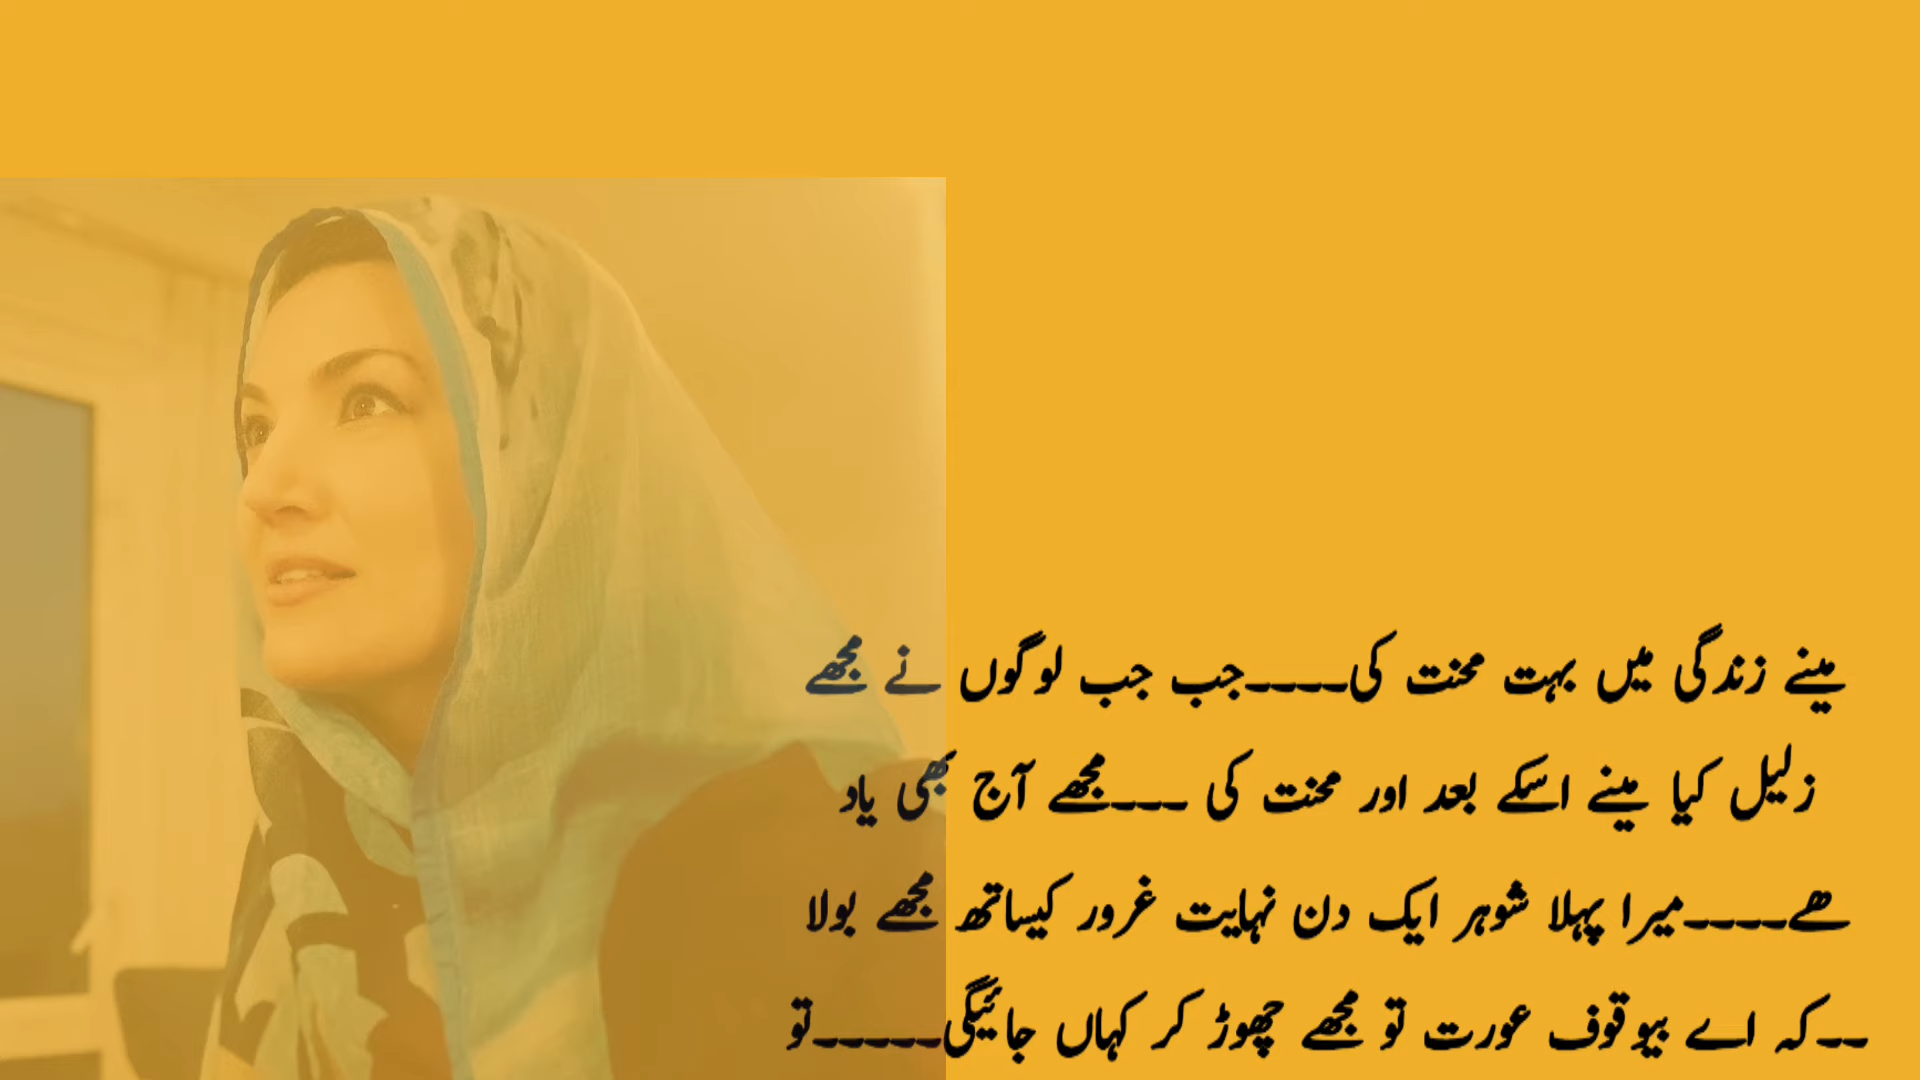 مینے زندگی میں بہت محنت کی۔۔۔۔جب جب لوگوں نے مجھے
زلیل کیا مینے اسکے بعد اور محنت کی ۔۔۔مجھے آج بھی یاد
ھے۔۔۔۔میرا پہلا شوہر ایک دن نہایت غرور کیساتھ مجھے بولا
۔۔کہ اے بیوقوف عورت تو مجھے چھوڑ کر کہاں جائیگی۔۔۔۔۔تو